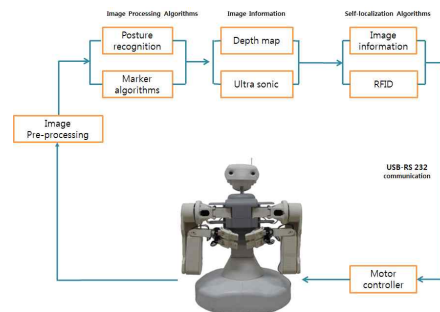 Image Processing Algorithms
Image Information
Self-localization Algorithms
Posture
recognition
Depth map
Image
information
Marker
algorithms
Ultra sonic
RFID
Image
Pre-processing
USB-RS 232
communication
Motor
controller